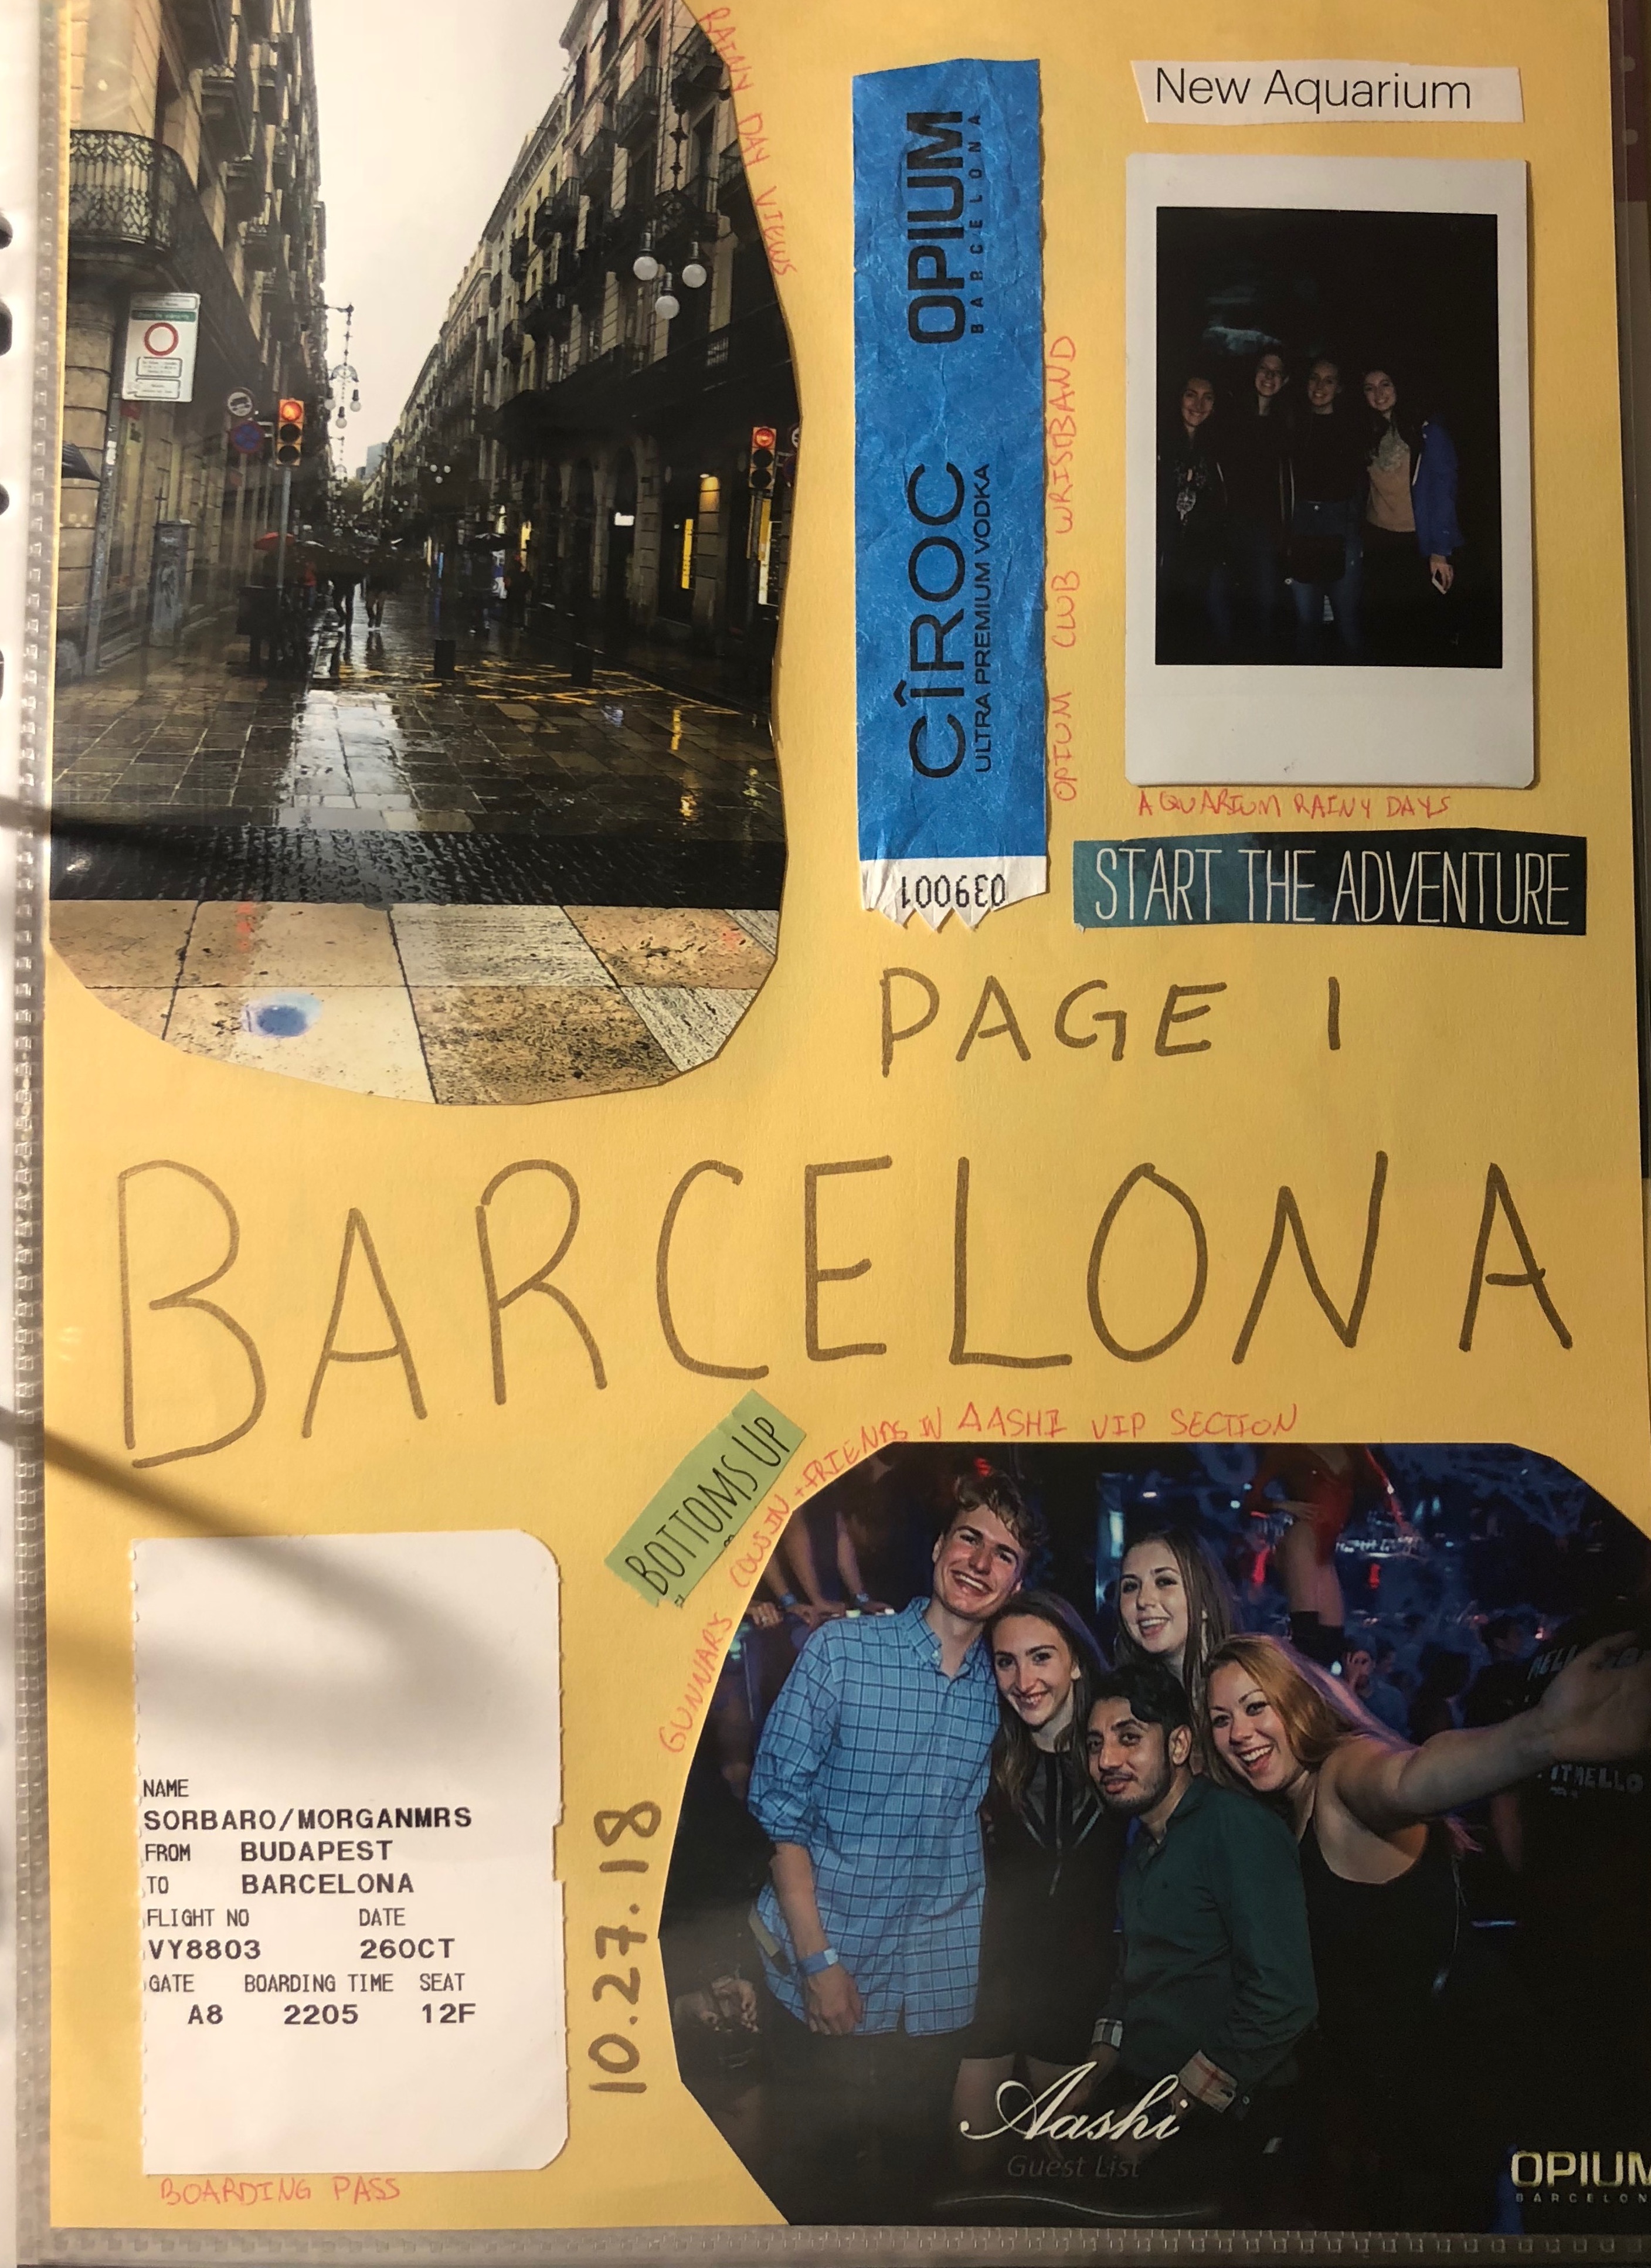 RAINY DAY VIEWS
OPIUM
BARCELONA
CÎROC
ULTRA PREMIUM VODKA
039001
OPIUM CLUB WRISTBAND
New Aquarium
AQUARIUM RAINY DAYS
START THE ADVENTURE
PAGE 1
BARCELONA
BOTTOMS UP
GUNNARS COUSIN + FRIENDS IN AASHI VIP SECTION
NAME
SORBARO/MORGANMRS
FROM BUDAPEST
TO BARCELONA
FLIGHT NO DATE
VY8803 26OCT
GATE BOARDING TIME SEAT
A8 2205 12F
BOARDING PASS
10.27.18
Aashi
Guest List
OPIUM
BARCELON